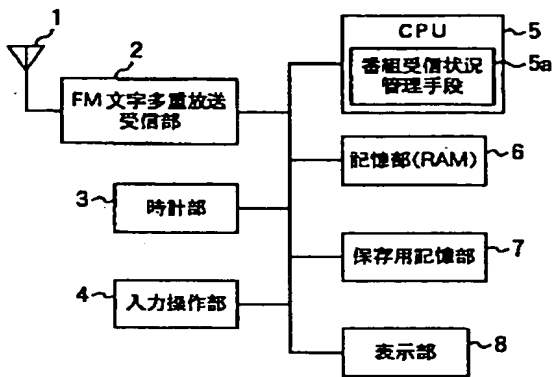 1
2
FM文字多重放送
受信部
3
時計部
4
入力操作部
CPU
5
番組受信状況
管理手段
5a
記憶部(RAM)
6
保存用記憶部
7
表示部
8